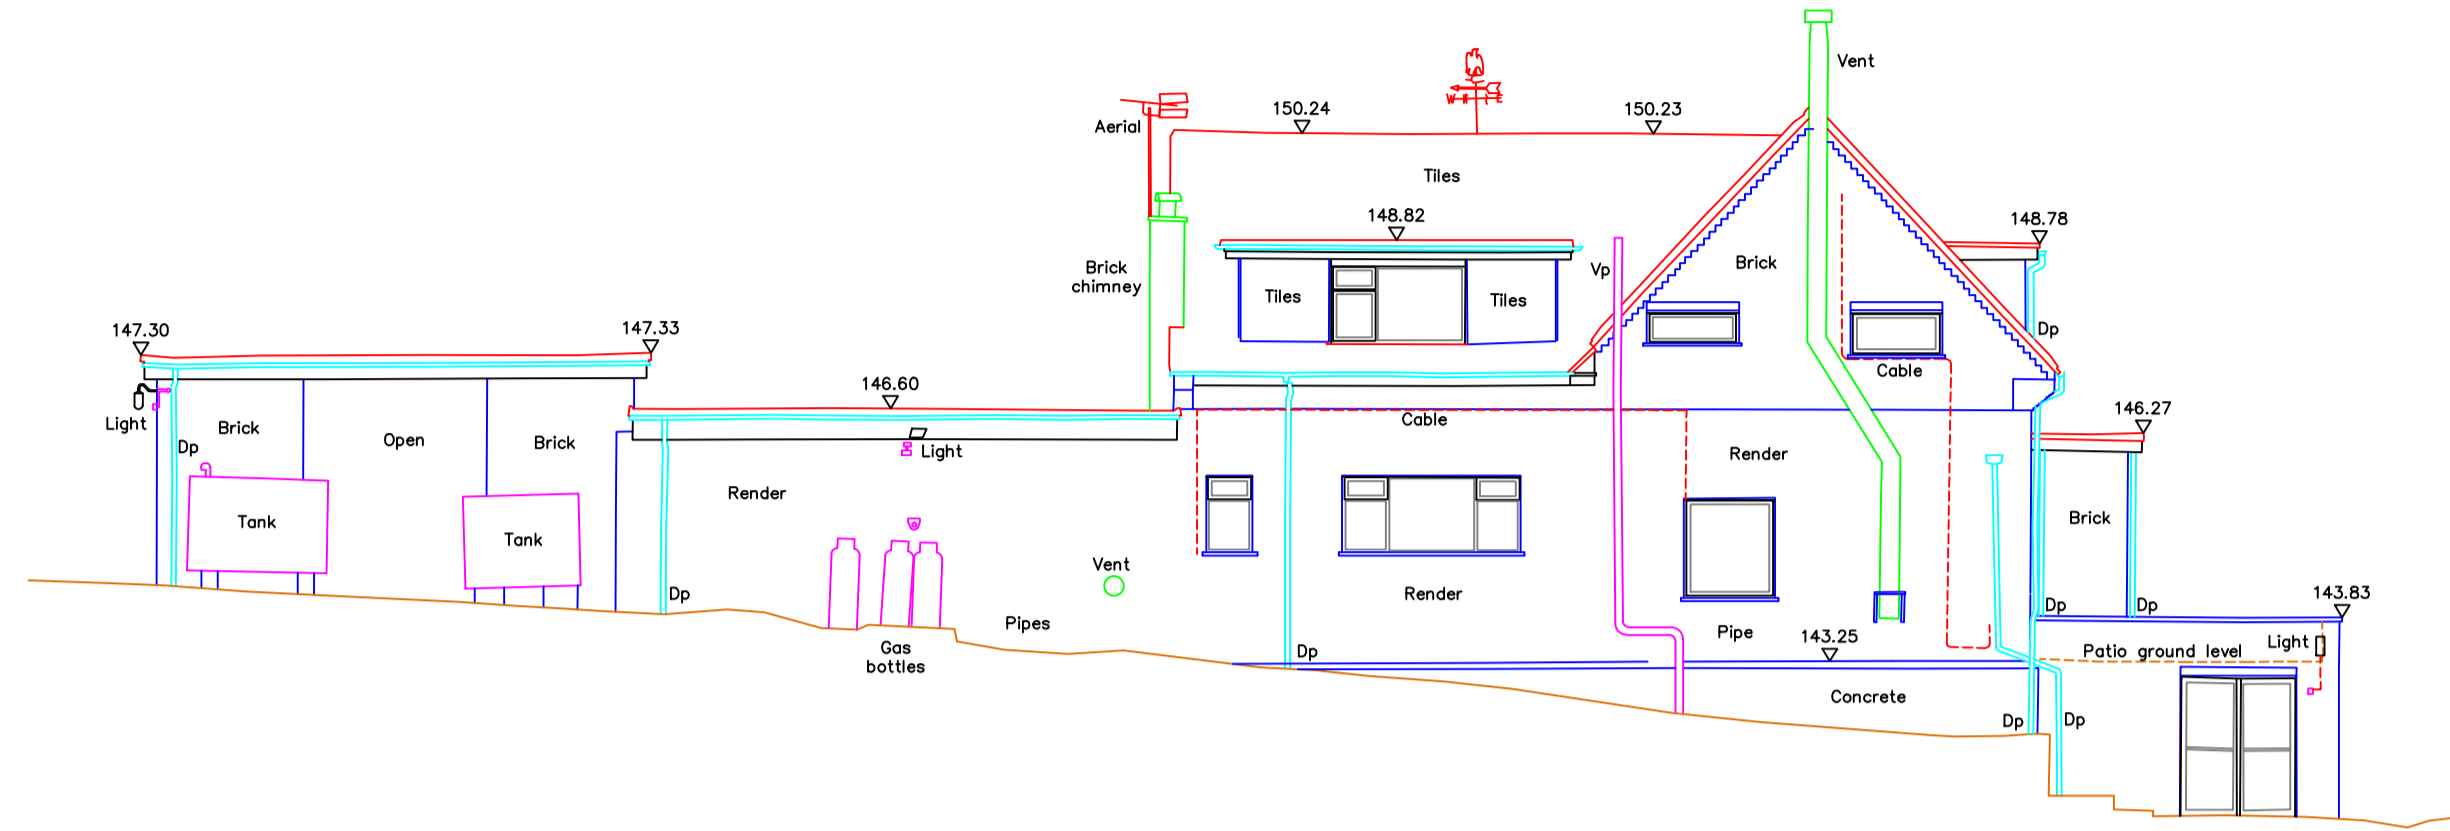 Vent
150.24
150.23
Aerial
Tiles
148.82
148.78
Brick
chimney
Vp
Brick
Tiles
Tiles
147.30
147.33
Dp
146.60
Cable
Light
Brick
Open
Brick
Dp
Light
Cable
Render
146.27
Render
Tank
Tank
Brick
Vent
Dp
Render
Dp
Dp
143.83
Pipes
Pipe
143.25
Gas
bottles
Dp
Patio ground level
Light
Concrete
Dp
Dp
W
N
E